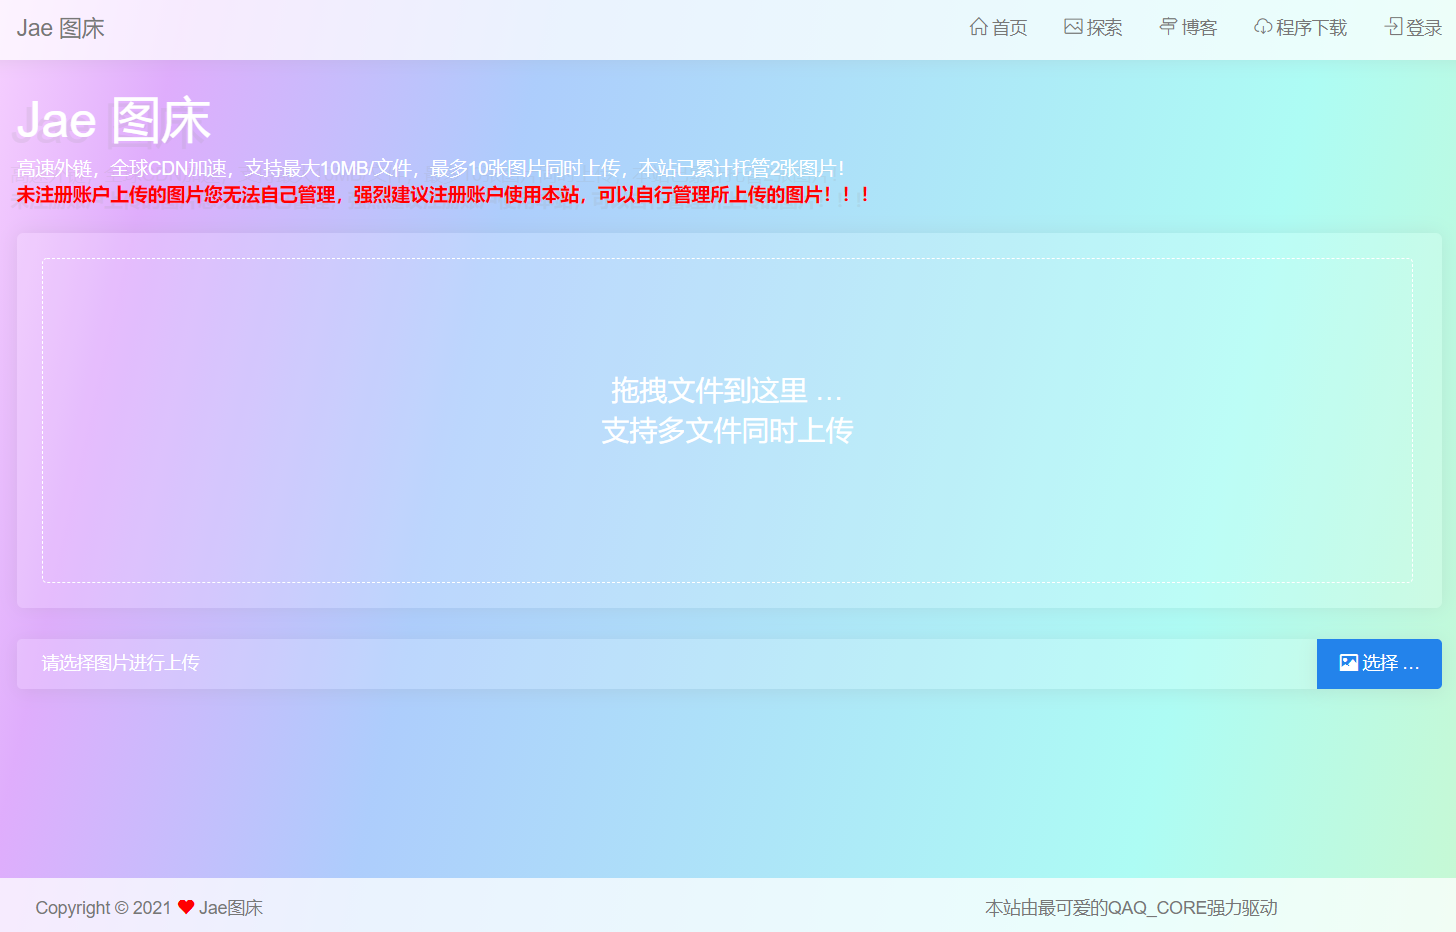 Jae 图床
首页 探索 博客 程序下载 登录
Jae 图床
高速外链，全球CDN加速，支持最大10MB/文件，最多10张图片同时上传，本站已累计托管2张图片！
未注册账户上传的图片您无法自己管理，强烈建议注册账户使用本站，可以自行管理所上传的图片！！！
拖拽文件到这里 …
支持多文件同时上传
请选择图片进行上传
选择 …
Copyright © 2021 ❤ Jae图床
本站由最可爱的QAQ_CORE强力驱动